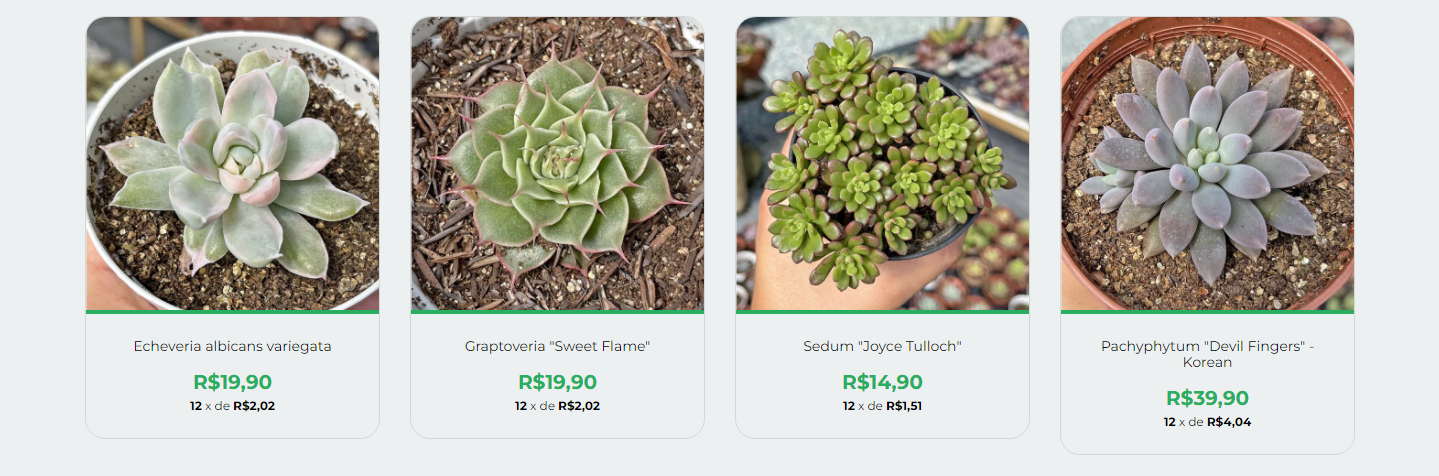 Echeveria albicans variegata
R$19,90
12 x de R$2,02
Graptoveria "Sweet Flame"
R$19,90
12 x de R$2,02
Sedum "Joyce Tulloch"
R$14,90
12 x de R$1,51
Pachyphytum "Devil Fingers" -
Korean
R$39,90
12 x de R$4,04